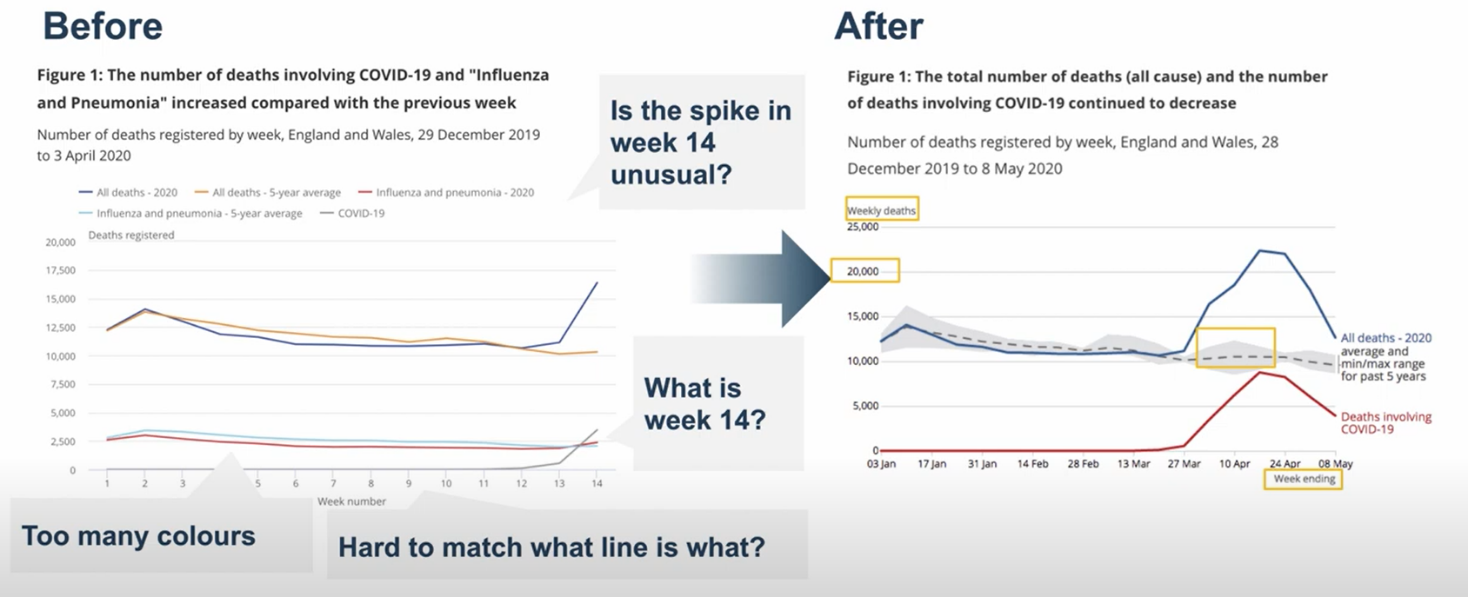 Before
Figure 1: The number of deaths involving COVID-19 and "Influenza
and Pneumonia" increased compared with the previous week
Number of deaths registered by week, England and Wales, 29 December 2019
to 3 April 2020
All deaths - 2020
All deaths - 5-year average
Influenza and pneumonia - 2020
Influenza and pneumonia - 5-year average
COVID-19
Deaths registered
20,000
17,500
15,000
12,500
10,000
7,500
5,000
2,500
0
1 2 3 5 6 7 8 9 10 11 12 13 14
Week number
Is the spike in
week 14
unusual?
What is
week 14?
Too many colours
Hard to match what line is what?
After
Figure 1: The total number of deaths (all cause) and the number
of deaths involving COVID-19 continued to decrease
Number of deaths registered by week, England and Wales, 28
December 2019 to 8 May 2020
Weekly deaths
25,000
20,000
15,000
10,000
5,000
0
All deaths - 2020
average and
min/max range
for past 5 years
Deaths involving
COVID-19
03 Jan 17 Jan 31 Jan 14 Feb 28 Feb 13 Mar 27 Mar 10 Apr 24 Apr 08 May
Week ending